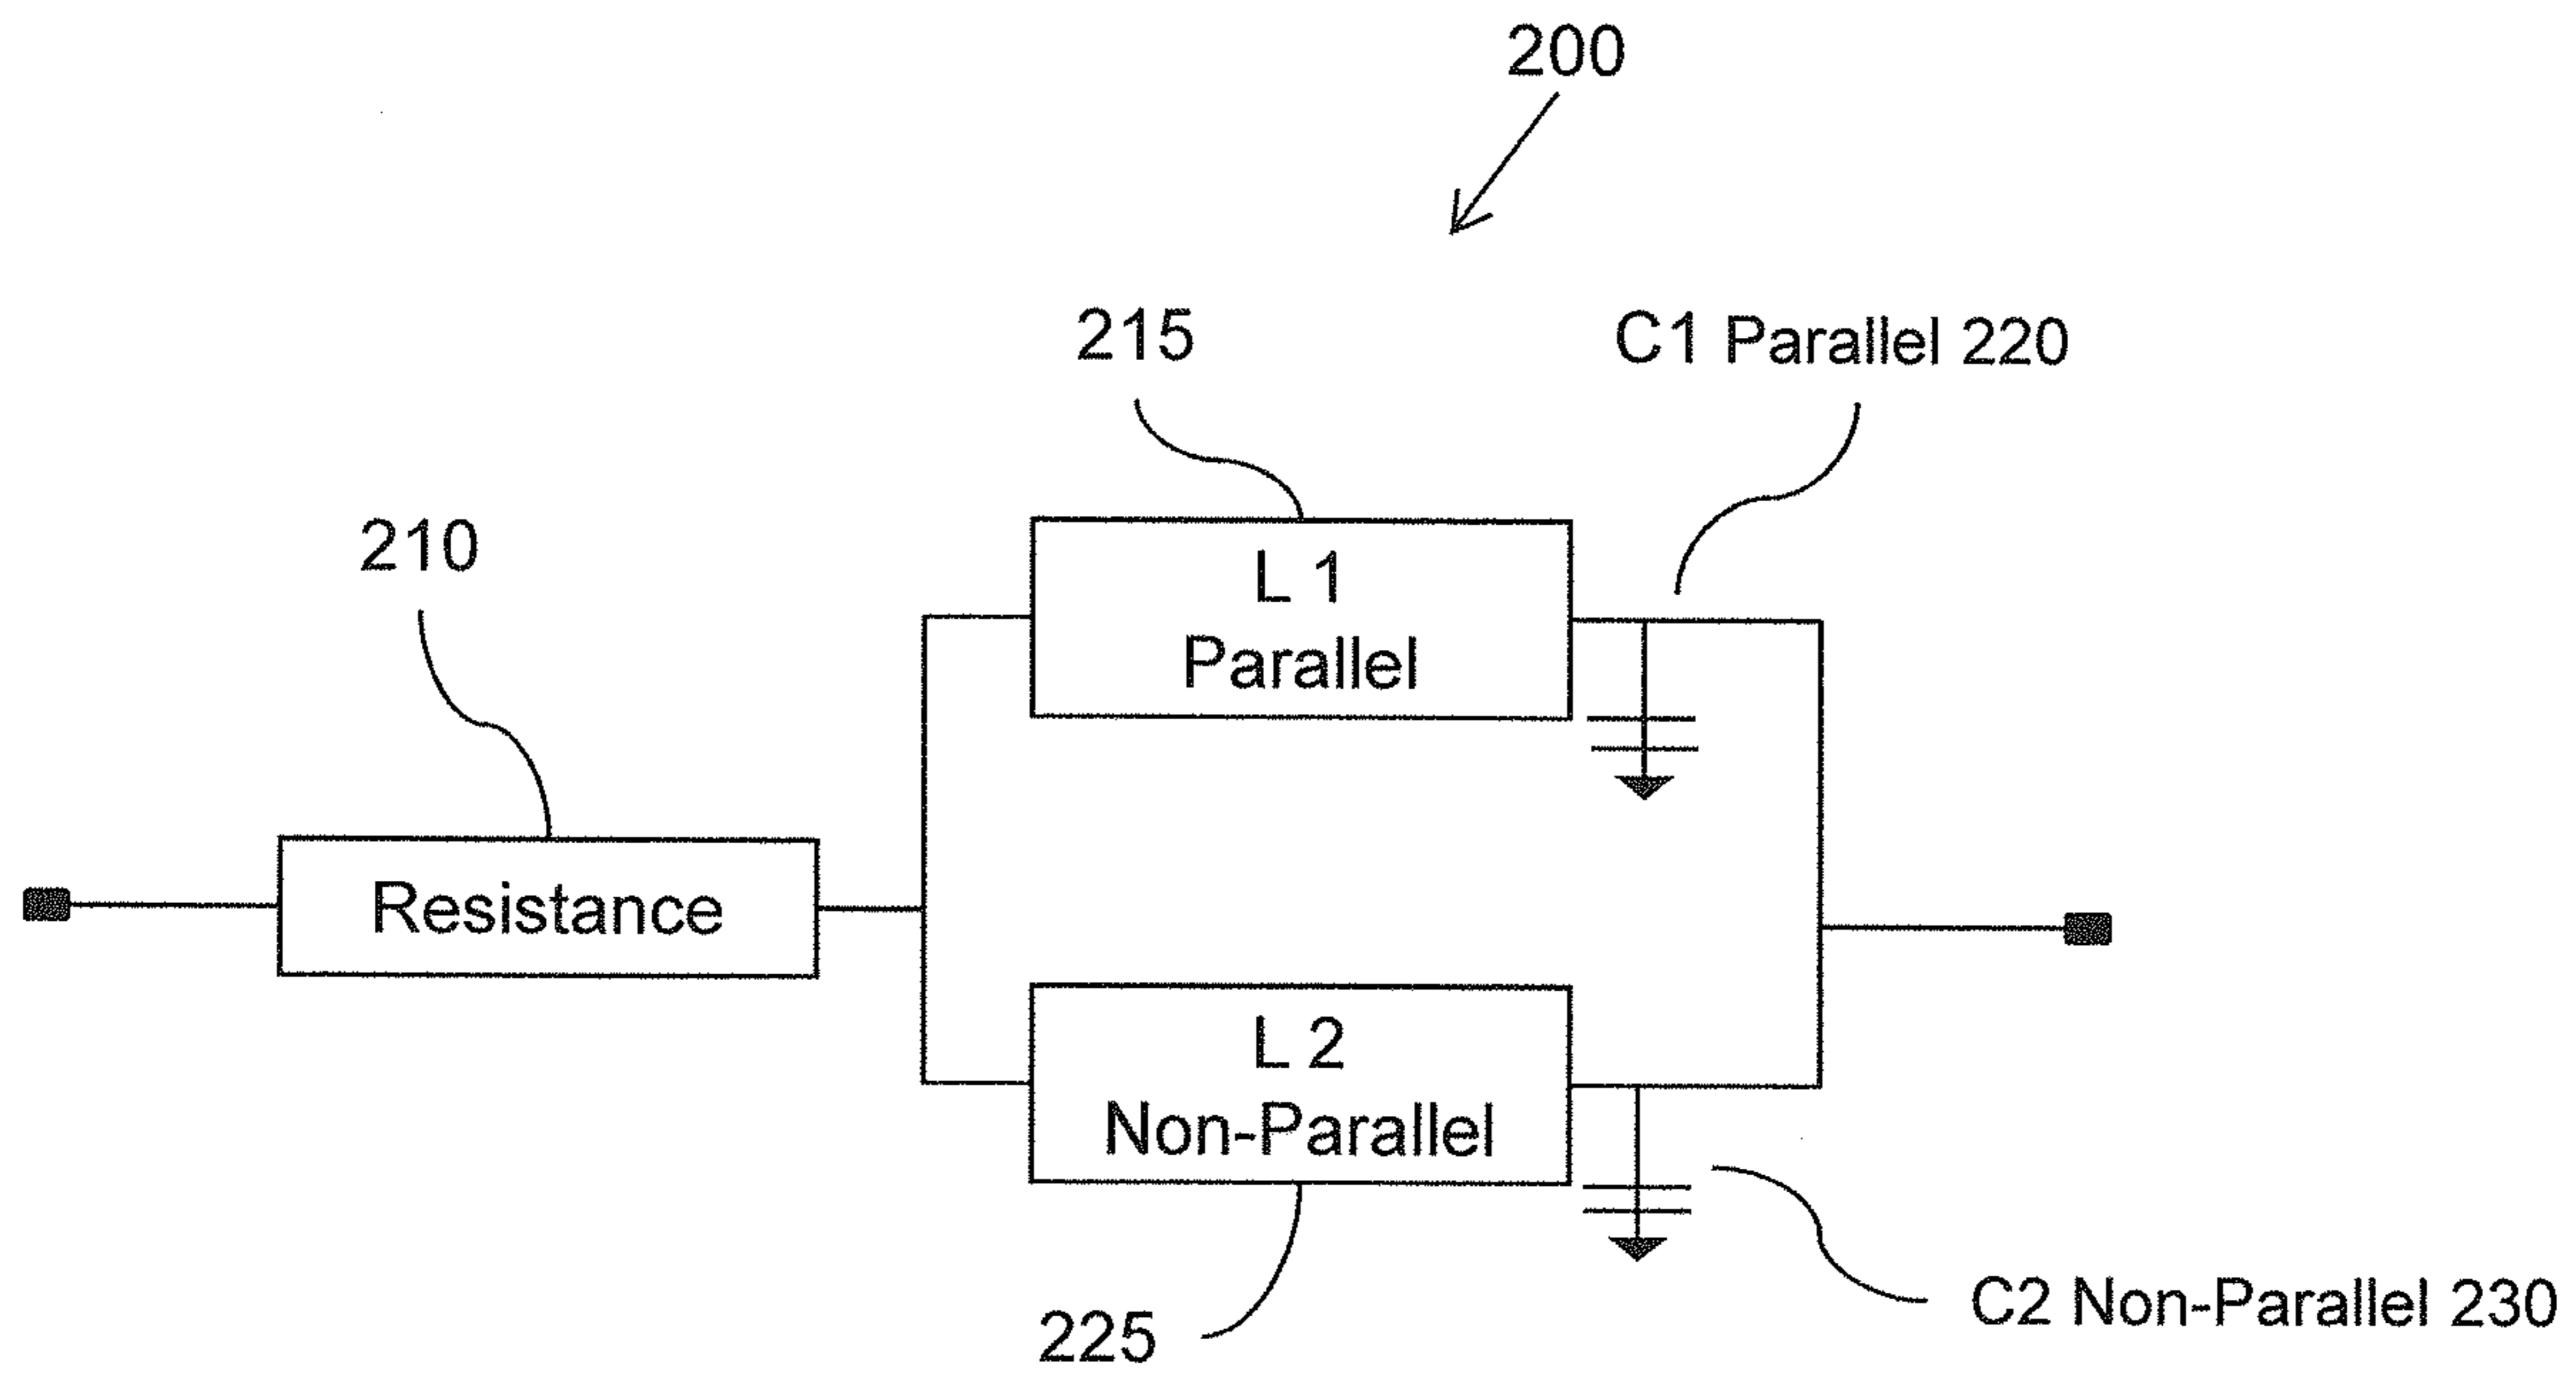 200
215
C1 Parallel 220
210
L 1
Parallel
Resistance
L 2
Non-Parallel
225
C2 Non-Parallel 230